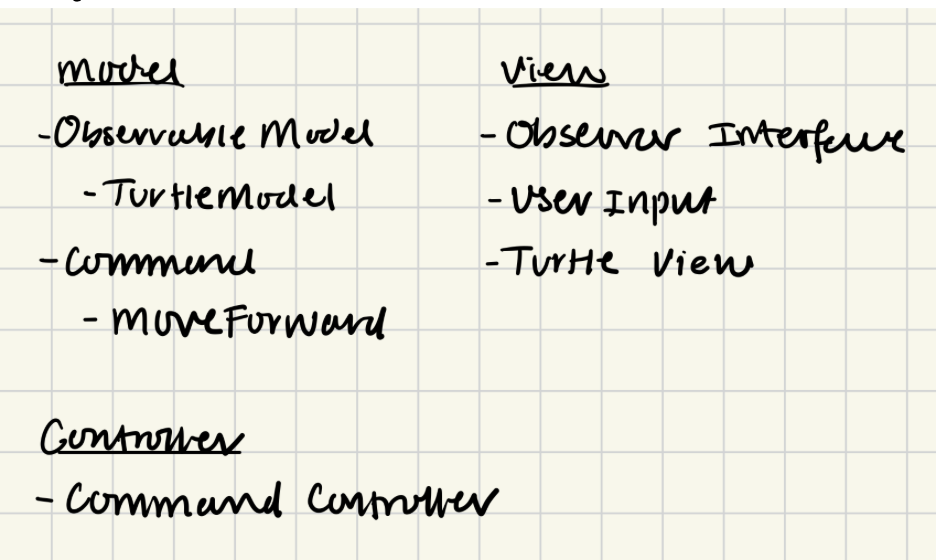 Model
-Observable Model
-TurtleModel
-Command
-MoveForward
View
-Observer Interface
-User Input
-Turtle View
Controller
-Command Controller